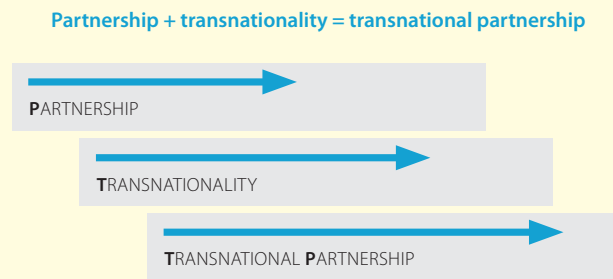 Partnership + transnationality = transnational partnership
PARTNERSHIP
TRANSNATIONALITY
TRANSNATIONAL PARTNERSHIP